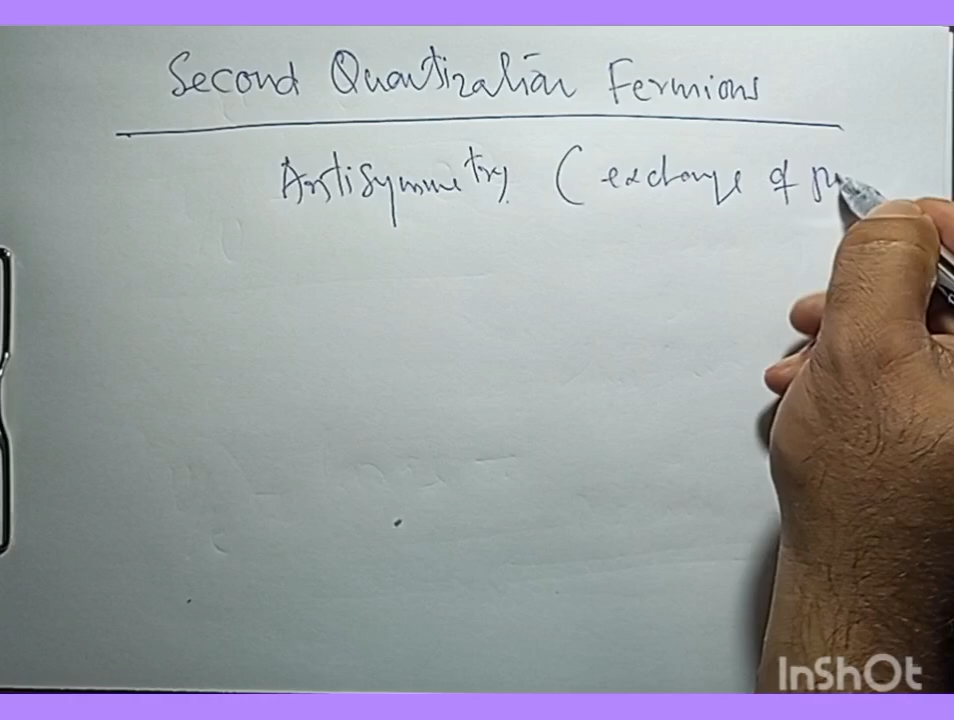 Second Quantization Fermions
Antisymmetry (exchange of
InShOt